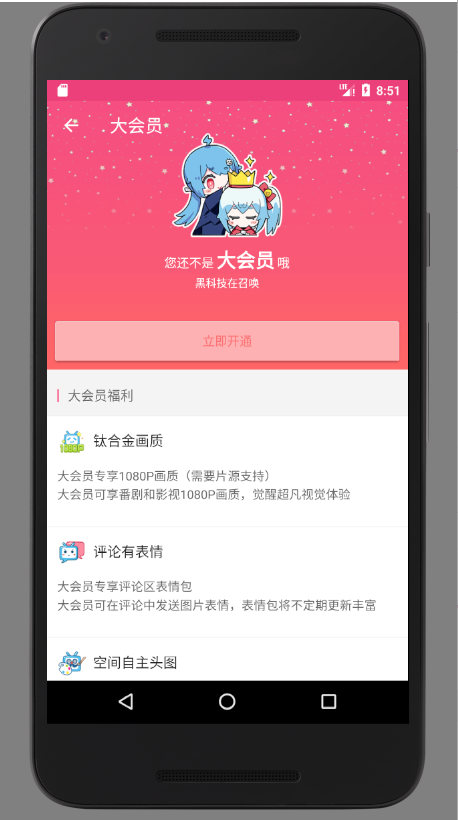 LTE 8:51
大会员
您还不是 大会员 哦
黑科技在召唤
立即开通
大会员福利
1080P
钛合金画质
大会员专享1080P画质（需要片源支持）
大会员可享番剧和影视1080P画质，觉醒超凡视觉体验
评论有表情
大会员专享评论区表情包
大会员可在评论中发送图片表情，表情包将不定期更新丰富
空间自主头图